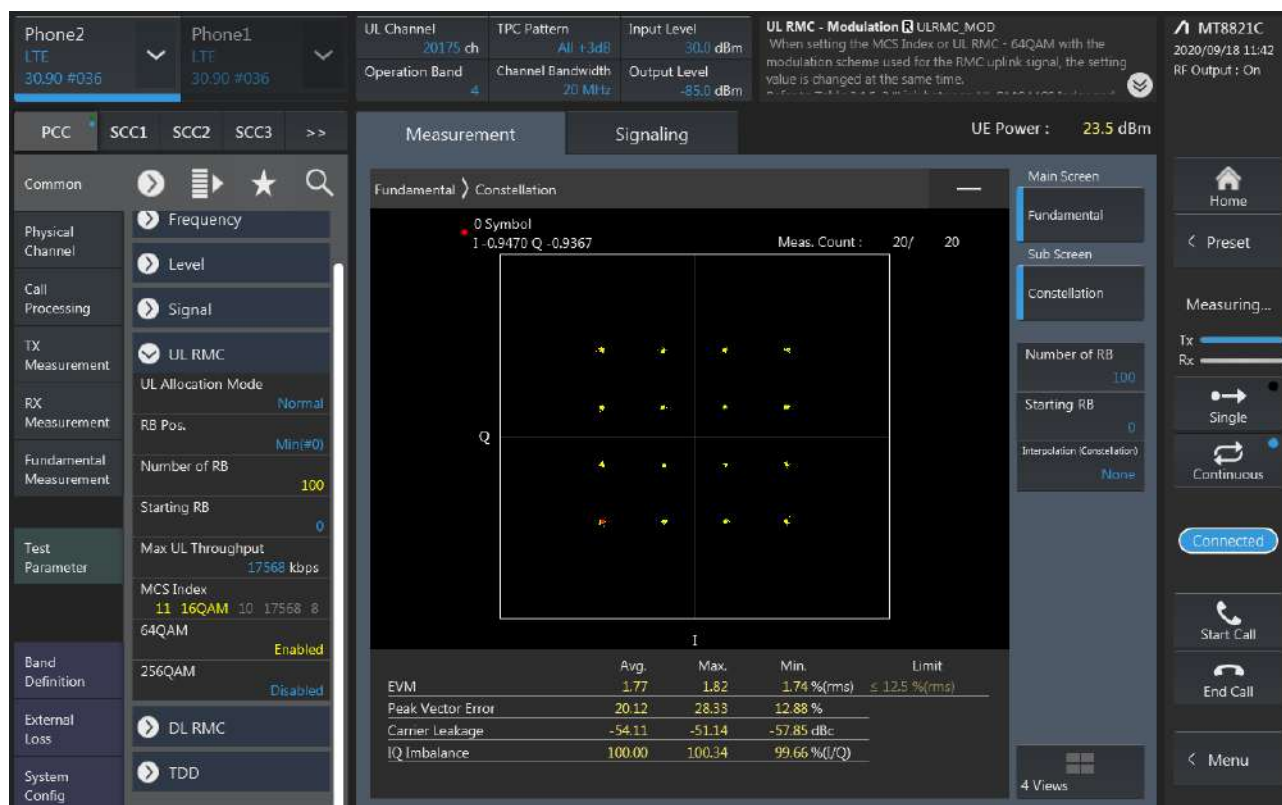 Phone2
LTE
30.90 #036
Phone1
LTE
30.90 #036
UL Channel
20175 ch
Operation Band
4
TPC Pattern
All +3dB
Channel Bandwidth
20 MHz
Input Level
30.0 dBm
Output Level
-85.0 dBm
UL RMC - Modulation R ULRMC_MOD
When setting the MCS Index or UL RMC - 64QAM with the
modulation scheme used for the RMC uplink signal, the setting
value is changed at the same time.
MT8821C
2020/09/18 11:42
RF Output : On
PCC SCC1 SCC2 SCC3 >>
Measurement
Signaling
UE Power : 23.5 dBm
Common
Physical
Channel
Call
Processing
TX
Measurement
RX
Measurement
Fundamental
Measurement
Test
Parameter
Band
Definition
External
Loss
System
Config
Frequency
Level
Signal
UL RMC
UL Allocation Mode
Normal
RB Pos.
Min(#0)
Number of RB
100
Starting RB
0
Max UL Throughput
17568 kbps
MCS Index
11 16QAM 10 17568 8
64QAM
Enabled
256QAM
Disabled
DL RMC
TDD
Fundamental Constellation
0 Symbol
I -0.9470 Q -0.9367
Meas. Count : 20/ 20
Q
I
Avg. Max. Min. Limit
EVM 1.77 1.82 1.74 %(rms) ≤ 12.5 %(rms)
Peak Vector Error 20.12 28.33 12.88 %
Carrier Leakage -54.11 -51.14 -57.85 dBc
IQ Imbalance 100.00 100.34 99.66 %(I/Q)
Main Screen
Fundamental
Sub Screen
Constellation
Number of RB
100
Starting RB
0
Interpolation (Constellation)
None
4 Views
Home
< Preset
Measuring...
Tx
Rx
Single
Continuous
Connected
Start Call
End Call
< Menu